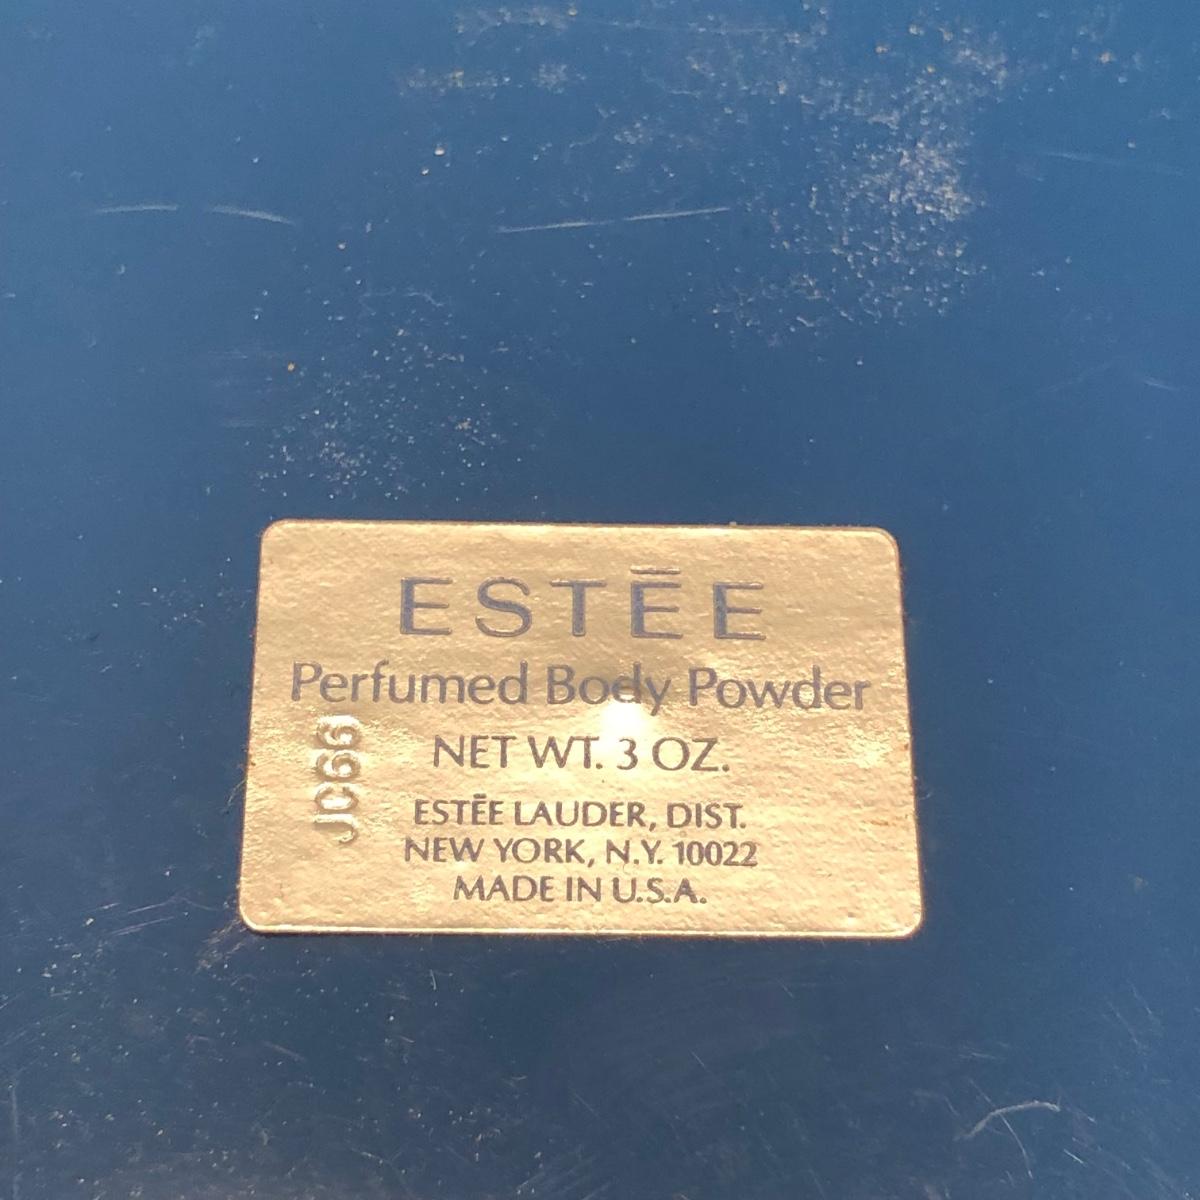 ESTĒE
Perfumed Body Powder
NET WT. 3 OZ.
ESTĒE LAUDER, DIST.
NEW YORK, N.Y. 10022
MADE IN U.S.A.
JC66